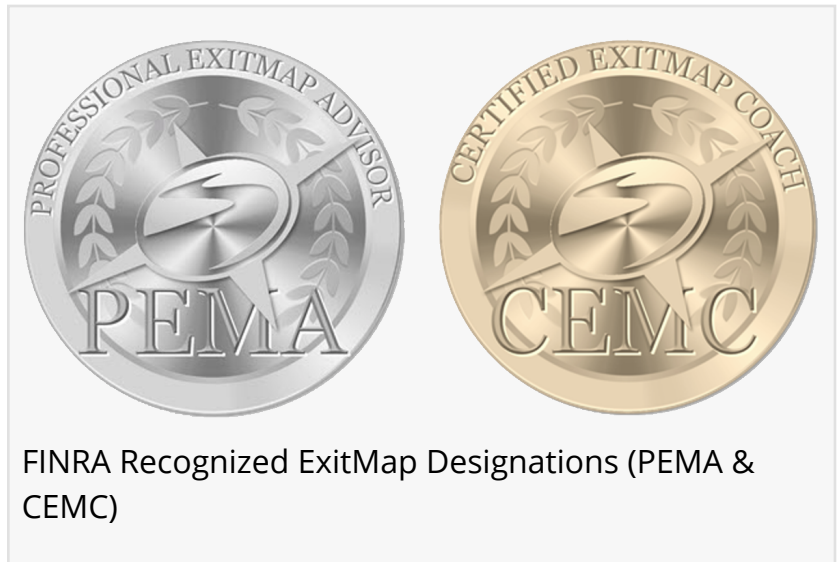 PROFESSIONAL EXITMAP ADVISOR
PEMA
CERTIFIED EXITMAP COACH
CEMC
FINRA Recognized ExitMap Designations (PEMA &
CEMC)